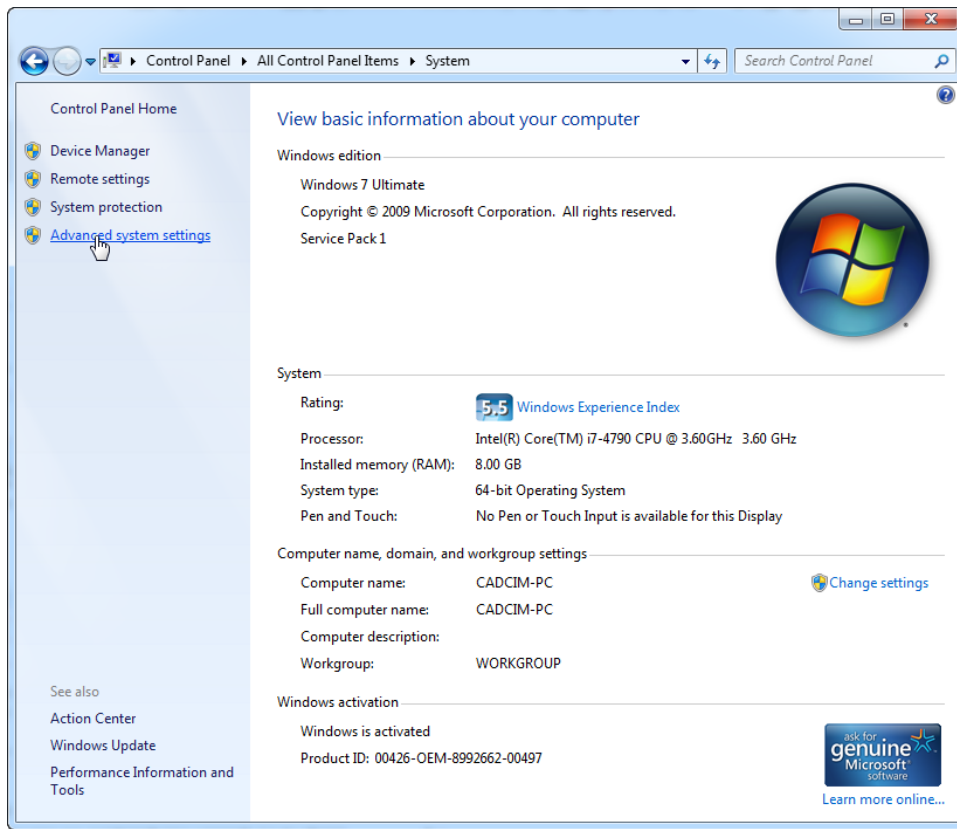 Control Panel ▸ All Control Panel Items ▸ System
Search Control Panel
Control Panel Home
Device Manager
Remote settings
System protection
Advanced system settings
See also
Action Center
Windows Update
Performance Information and
Tools
View basic information about your computer
Windows edition
Windows 7 Ultimate
Copyright © 2009 Microsoft Corporation. All rights reserved.
Service Pack 1
System
Rating: 5.5 Windows Experience Index
Processor: Intel(R) Core(TM) i7-4790 CPU @ 3.60GHz 3.60 GHz
Installed memory (RAM): 8.00 GB
System type: 64-bit Operating System
Pen and Touch: No Pen or Touch Input is available for this Display
Computer name, domain, and workgroup settings
Computer name: CADCIM-PC Change settings
Full computer name: CADCIM-PC
Computer description:
Workgroup: WORKGROUP
Windows activation
Windows is activated
Product ID: 00426-OEM-8992662-00497
ask for
genuine
Microsoft
software
Learn more online...